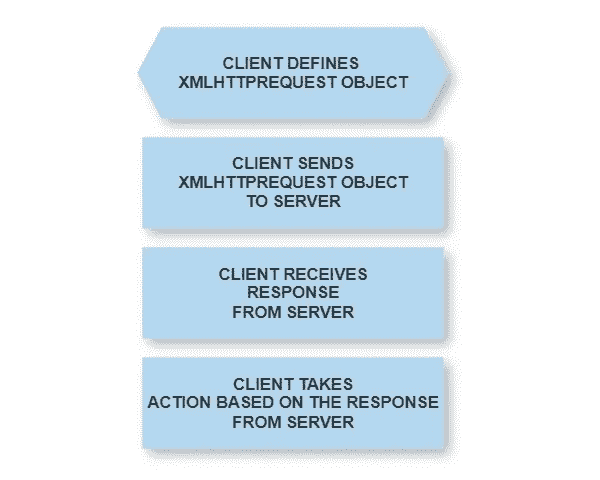 CLIENT DEFINES
XMLHTTPREQUEST OBJECT
CLIENT SENDS
XMLHTTPREQUEST OBJECT
TO SERVER
CLIENT RECEIVES
RESPONSE
FROM SERVER
CLIENT TAKES
ACTION BASED ON THE RESPONSE
FROM SERVER